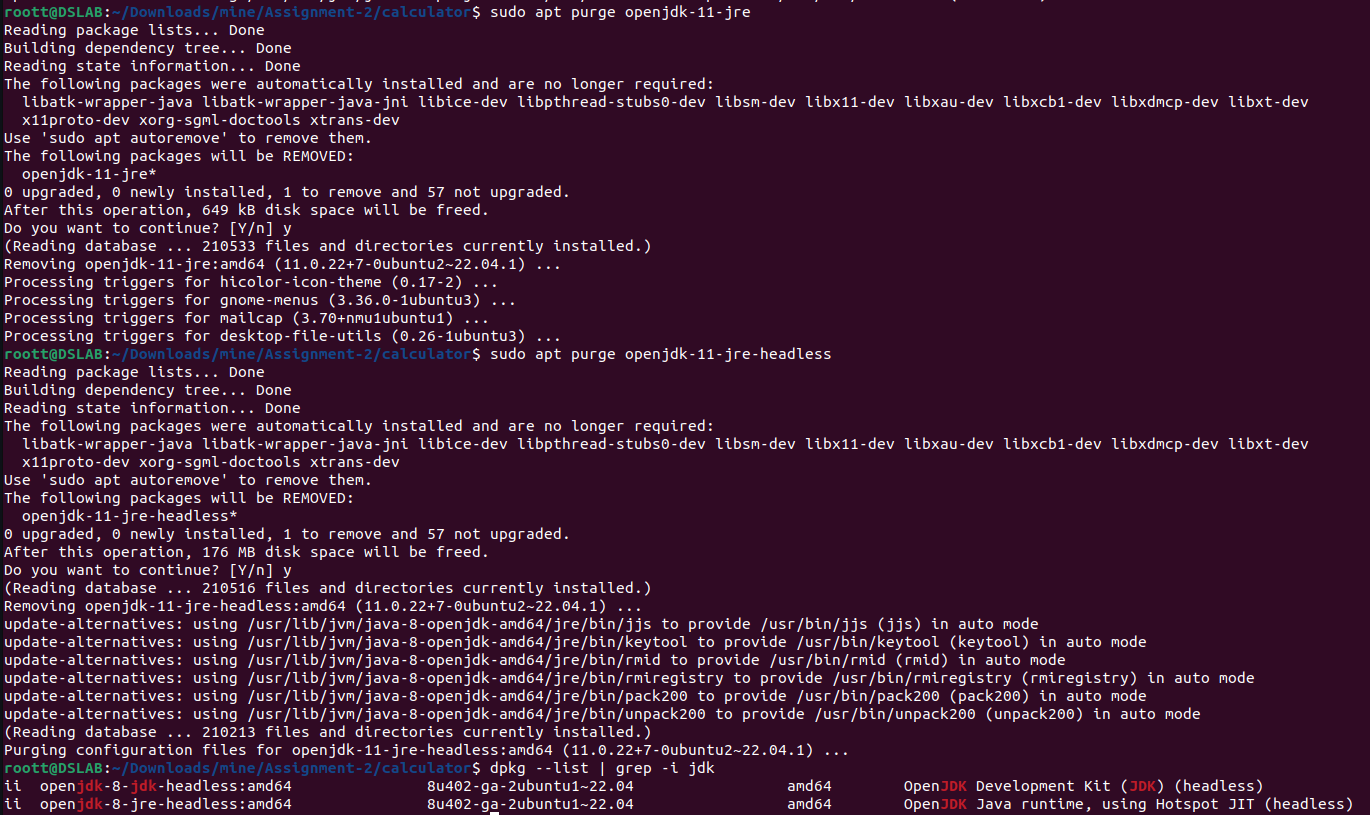 roott@DSLAB:~/Downloads/mine/Assignment-2/calculator$ sudo apt purge openjdk-11-jre
Reading package lists... Done
Building dependency tree... Done
Reading state information... Done
The following packages were automatically installed and are no longer required:
  libatk-wrapper-java libatk-wrapper-java-jni libice-dev libpthread-stubs0-dev libsm-dev libx11-dev libxau-dev libxcb1-dev libxdmcp-dev libxt-dev
  x11proto-dev xorg-sgml-doctools xtrans-dev
Use 'sudo apt autoremove' to remove them.
The following packages will be REMOVED:
  openjdk-11-jre*
0 upgraded, 0 newly installed, 1 to remove and 57 not upgraded.
After this operation, 649 kB disk space will be freed.
Do you want to continue? [Y/n] y
(Reading database ... 210533 files and directories currently installed.)
Removing openjdk-11-jre:amd64 (11.0.22+7-0ubuntu2~22.04.1) ...
Processing triggers for hicolor-icon-theme (0.17-2) ...
Processing triggers for gnome-menus (3.36.0-1ubuntu3) ...
Processing triggers for mailcap (3.70+nmu1ubuntu1) ...
Processing triggers for desktop-file-utils (0.26-1ubuntu3) ...
roott@DSLAB:~/Downloads/mine/Assignment-2/calculator$ sudo apt purge openjdk-11-jre-headless
Reading package lists... Done
Building dependency tree... Done
Reading state information... Done
The following packages were automatically installed and are no longer required:
  libatk-wrapper-java libatk-wrapper-java-jni libice-dev libpthread-stubs0-dev libsm-dev libx11-dev libxau-dev libxcb1-dev libxdmcp-dev libxt-dev
  x11proto-dev xorg-sgml-doctools xtrans-dev
Use 'sudo apt autoremove' to remove them.
The following packages will be REMOVED:
  openjdk-11-jre-headless*
0 upgraded, 0 newly installed, 1 to remove and 57 not upgraded.
After this operation, 176 MB disk space will be freed.
Do you want to continue? [Y/n] y
(Reading database ... 210516 files and directories currently installed.)
Removing openjdk-11-jre-headless:amd64 (11.0.22+7-0ubuntu2~22.04.1) ...
update-alternatives: using /usr/lib/jvm/java-8-openjdk-amd64/jre/bin/jjs to provide /usr/bin/jjs (jjs) in auto mode
update-alternatives: using /usr/lib/jvm/java-8-openjdk-amd64/jre/bin/keytool to provide /usr/bin/keytool (keytool) in auto mode
update-alternatives: using /usr/lib/jvm/java-8-openjdk-amd64/jre/bin/rmid to provide /usr/bin/rmid (rmid) in auto mode
update-alternatives: using /usr/lib/jvm/java-8-openjdk-amd64/jre/bin/rmiregistry to provide /usr/bin/rmiregistry (rmiregistry) in auto mode
update-alternatives: using /usr/lib/jvm/java-8-openjdk-amd64/jre/bin/pack200 to provide /usr/bin/pack200 (pack200) in auto mode
update-alternatives: using /usr/lib/jvm/java-8-openjdk-amd64/jre/bin/unpack200 to provide /usr/bin/unpack200 (unpack200) in auto mode
(Reading database ... 210213 files and directories currently installed.)
Purging configuration files for openjdk-11-jre-headless:amd64 (11.0.22+7-0ubuntu2~22.04.1) ...
roott@DSLAB:~/Downloads/mine/Assignment-2/calculator$ dpkg --list | grep -i jdk
ii  openjdk-8-jdk-headless:amd64               8u402-ga-2ubuntu1~22.04                 amd64        OpenJDK Development Kit (JDK) (headless)
ii  openjdk-8-jre-headless:amd64               8u402-ga-2ubuntu1~22.04                 amd64        OpenJDK Java runtime, using Hotspot JIT (headless)